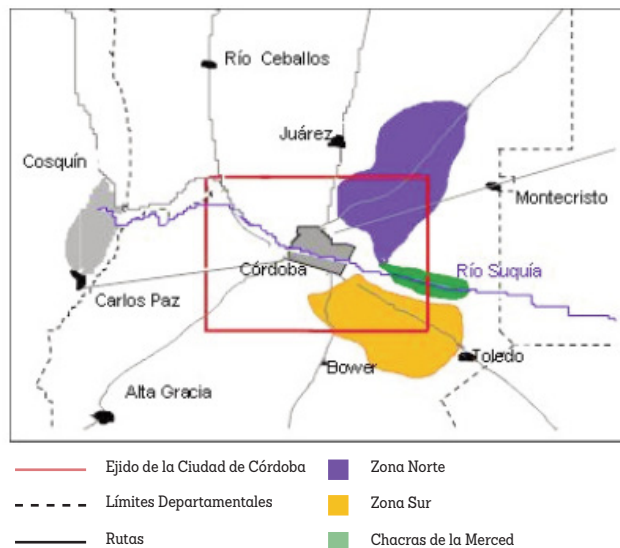 Río Ceballos
Juárez
Cosquín
Montecristo
Córdoba
Río Suquía
Carlos Paz
Bower
Toledo
Alta Gracia
Ejido de la Ciudad de Córdoba
Zona Norte
Límites Departamentales
Zona Sur
Rutas
Chacras de la Merced